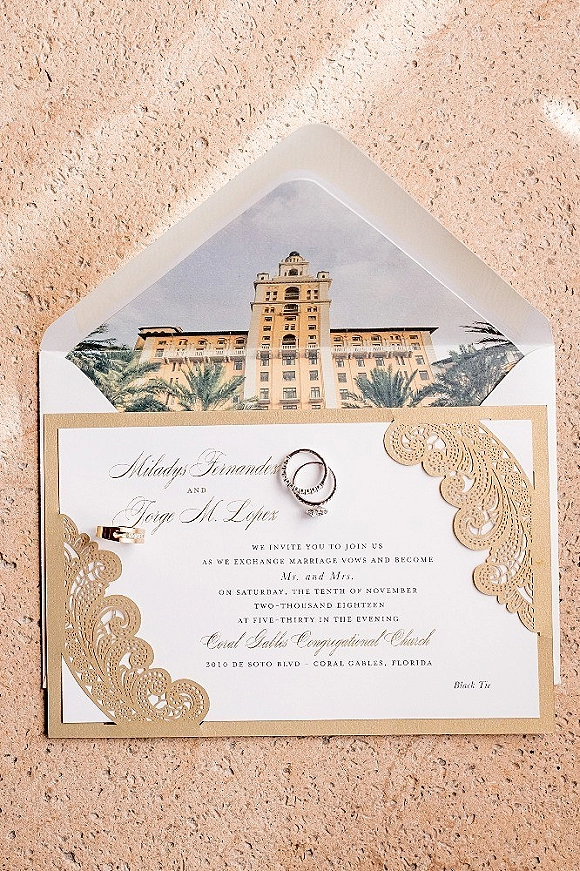 Miladys Fernandez
AND
Jorge M. Lopez
WE INVITE YOU TO JOIN US
AS WE EXCHANGE MARRIAGE VOWS AND BECOME
Mr. and Mrs.
ON SATURDAY, THE TENTH OF NOVEMBER
TWO-THOUSAND EIGHTEEN
AT FIVE-THIRTY IN THE EVENING
Coral Gables Congregational Church
3010 DE SOTO BLVD - CORAL GABLES, FLORIDA
Black Tie